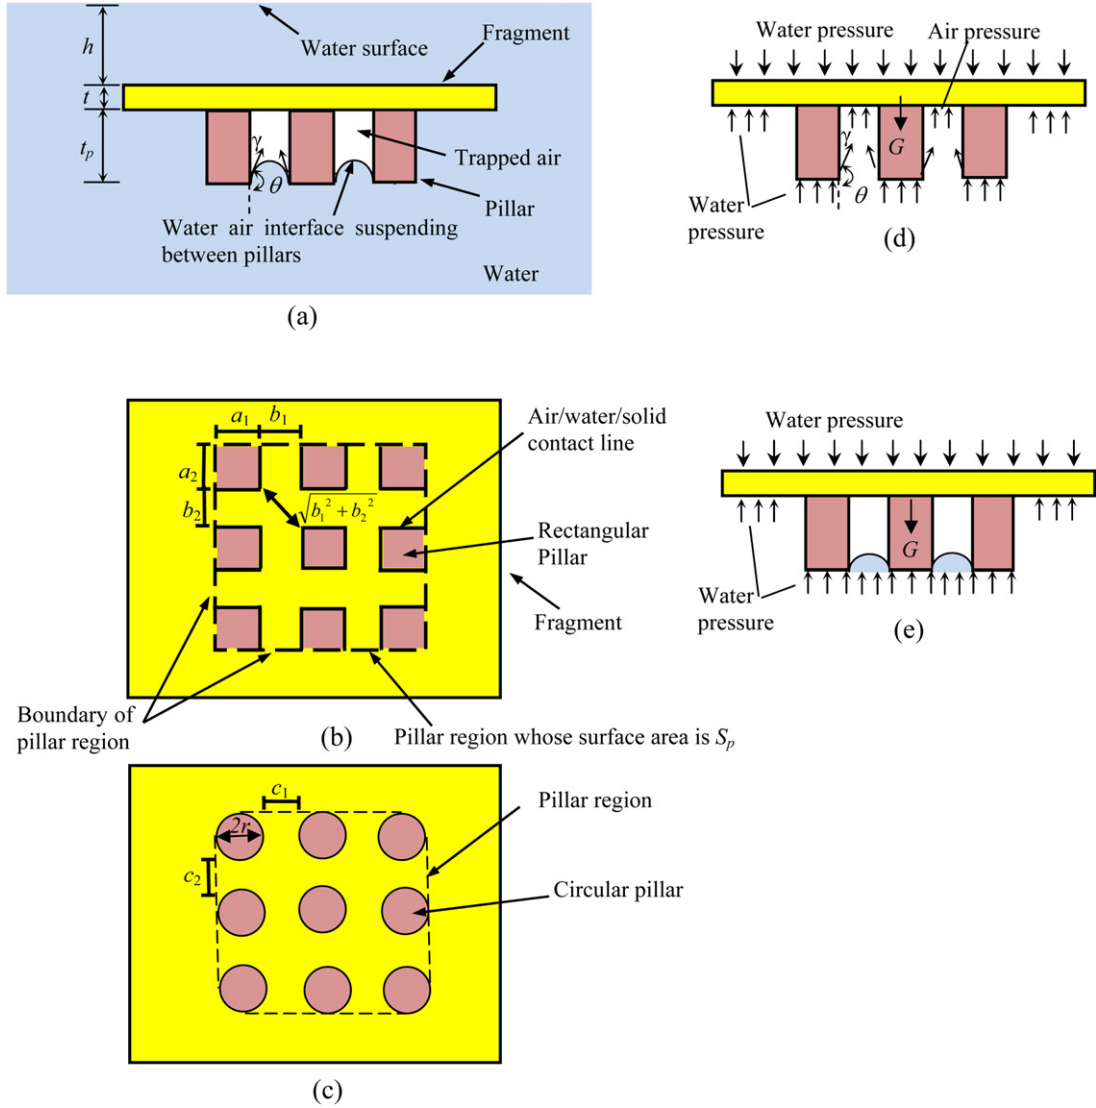 h
Water surface
Fragment
t
t_p
γ
θ
Trapped air
Pillar
Water air interface suspending
between pillars
Water
(a)
Water pressure
Air pressure
γ
G
θ
Water
pressure
(d)
a₁
b₁
a₂
b₂
√(b₁² + b₂²)
Air/water/solid
contact line
Rectangular
Pillar
Fragment
Boundary of
pillar region
(b)
Pillar region whose surface area is S_p
Water pressure
G
Water
pressure
(e)
c₁
2r
c₂
Pillar region
Circular pillar
(c)